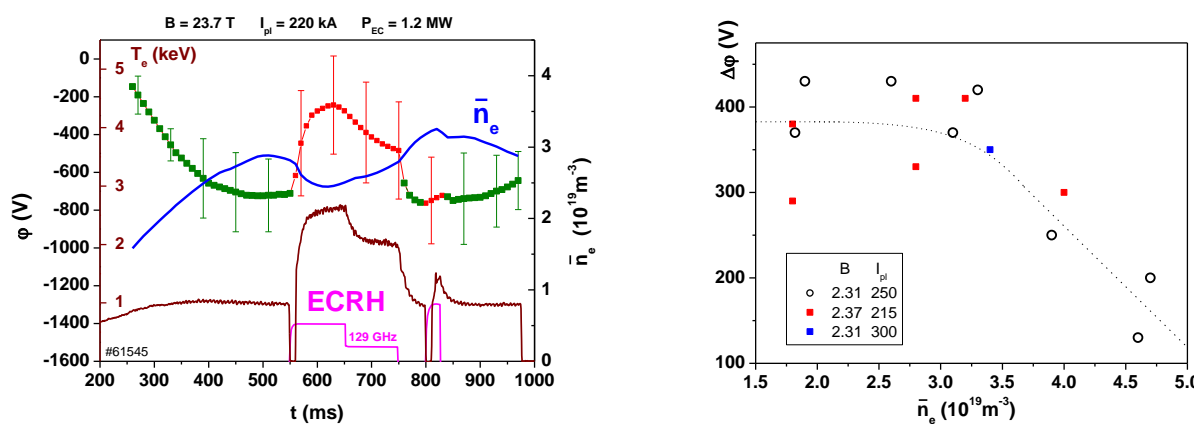 B = 23.7 T I_pl = 220 kA P_EC = 1.2 MW
T_e (keV)
0
-200
-400
-600
-800
-1000
-1200
-1400
-1600
φ (V)
5
4
3
2
1
n̄_e
ECRH
129 GHz
#61545
4
3
2
1
0
n̄_e (10^19 m^-3)
200 300 400 500 600 700 800 900 1000
t (ms)
Δφ (V)
400
300
200
100
B I_pl
2.31 250
2.37 215
2.31 300
1.5 2.0 2.5 3.0 3.5 4.0 4.5 5.0
n̄_e (10^19 m^-3)